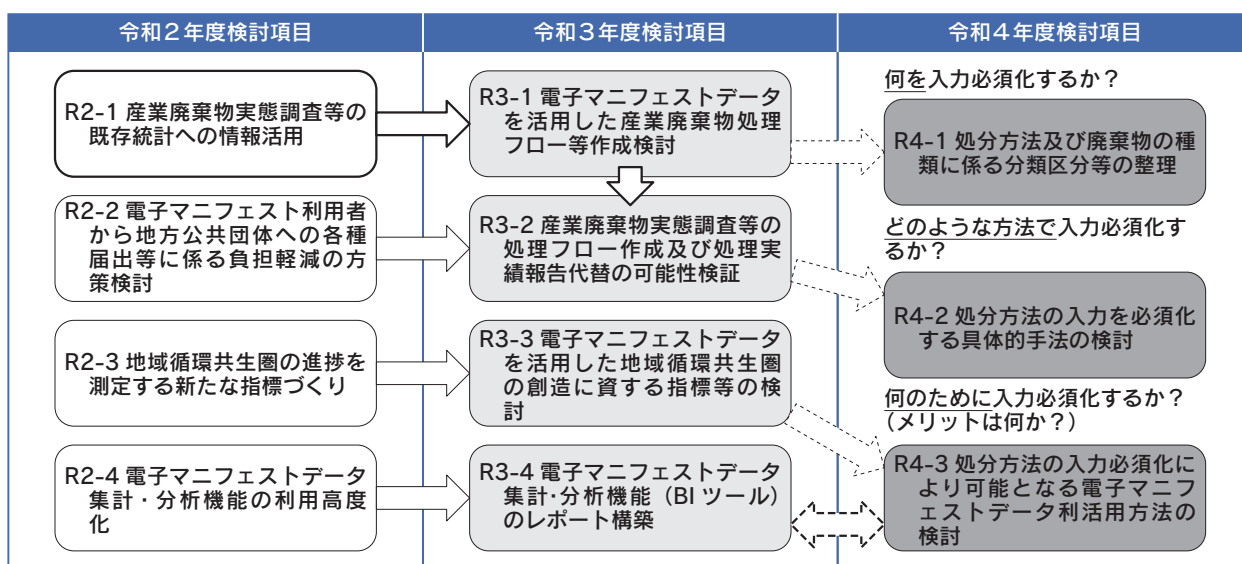 令和2年度検討項目
R2-1 産業廃棄物実態調査等の
既存統計への情報活用
R2-2 電子マニフェスト利用者
から地方公共団体への各種
届出等に係る負担軽減の方
策検討
R2-3 地域循環共生圏の進捗を
測定する新たな指標づくり
R2-4 電子マニフェストデータ
集計・分析機能の利用高度
化
令和3年度検討項目
R3-1 電子マニフェストデータ
を活用した産業廃棄物処理
フロー等作成検討
R3-2 産業廃棄物実態調査等の
処理フロー作成及び処理実
績報告代替の可能性検証
R3-3 電子マニフェストデータ
を活用した地域循環共生圏
の創造に資する指標等の検
討
R3-4 電子マニフェストデータ
集計・分析機能（BI ツール）
のレポート構築
令和4年度検討項目
何を入力必須化するか？
R4-1 処分方法及び廃棄物の種
類に係る分類区分等の整理
どのような方法で入力必須化す
るか？
R4-2 処分方法の入力を必須化
する具体的手法の検討
何のために入力必須化するか？
（メリットは何か？）
R4-3 処分方法の入力必須化に
より可能となる電子マニフ
ェストデータ利活用方法の
検討